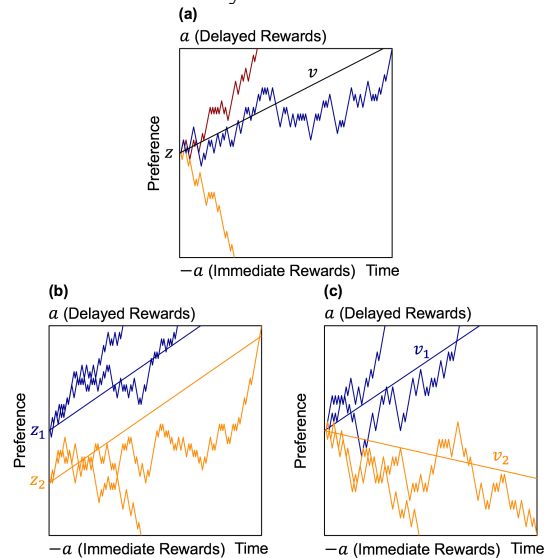 (a)
a (Delayed Rewards)
v
z
Preference
−a (Immediate Rewards) Time
(b)
a (Delayed Rewards)
z1
z2
Preference
−a (Immediate Rewards) Time
(c)
a (Delayed Rewards)
v1
v2
Preference
−a (Immediate Rewards) Time